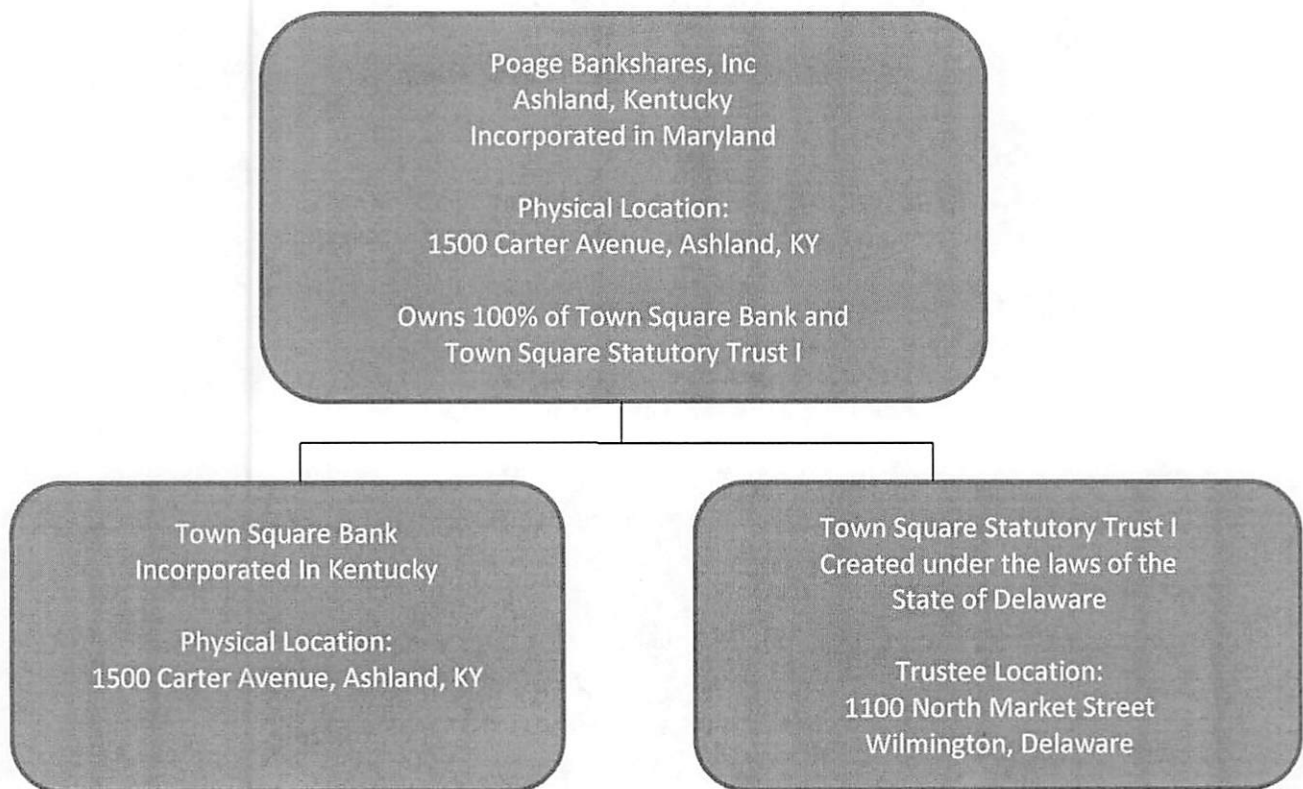 Poage Bankshares, Inc
Ashland, Kentucky
Incorporated in Maryland
Physical Location:
1500 Carter Avenue, Ashland, KY
Owns 100% of Town Square Bank and
Town Square Statutory Trust I
Town Square Bank
Incorporated In Kentucky
Physical Location:
1500 Carter Avenue, Ashland, KY
Town Square Statutory Trust I
Created under the laws of the
State of Delaware
Trustee Location:
1100 North Market Street
Wilmington, Delaware